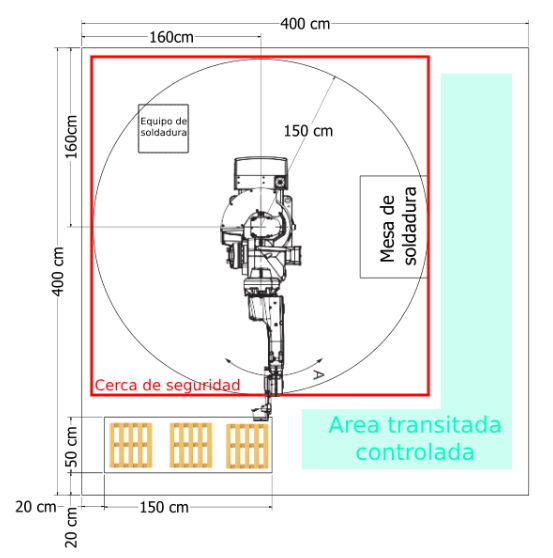 400 cm
160cm
Equipo de
soldadura
150 cm
160cm
Mesa de
soldadura
400 cm
A
Cerca de seguridad
Area transitada
controlada
50 cm
20 cm
150 cm
20 cm